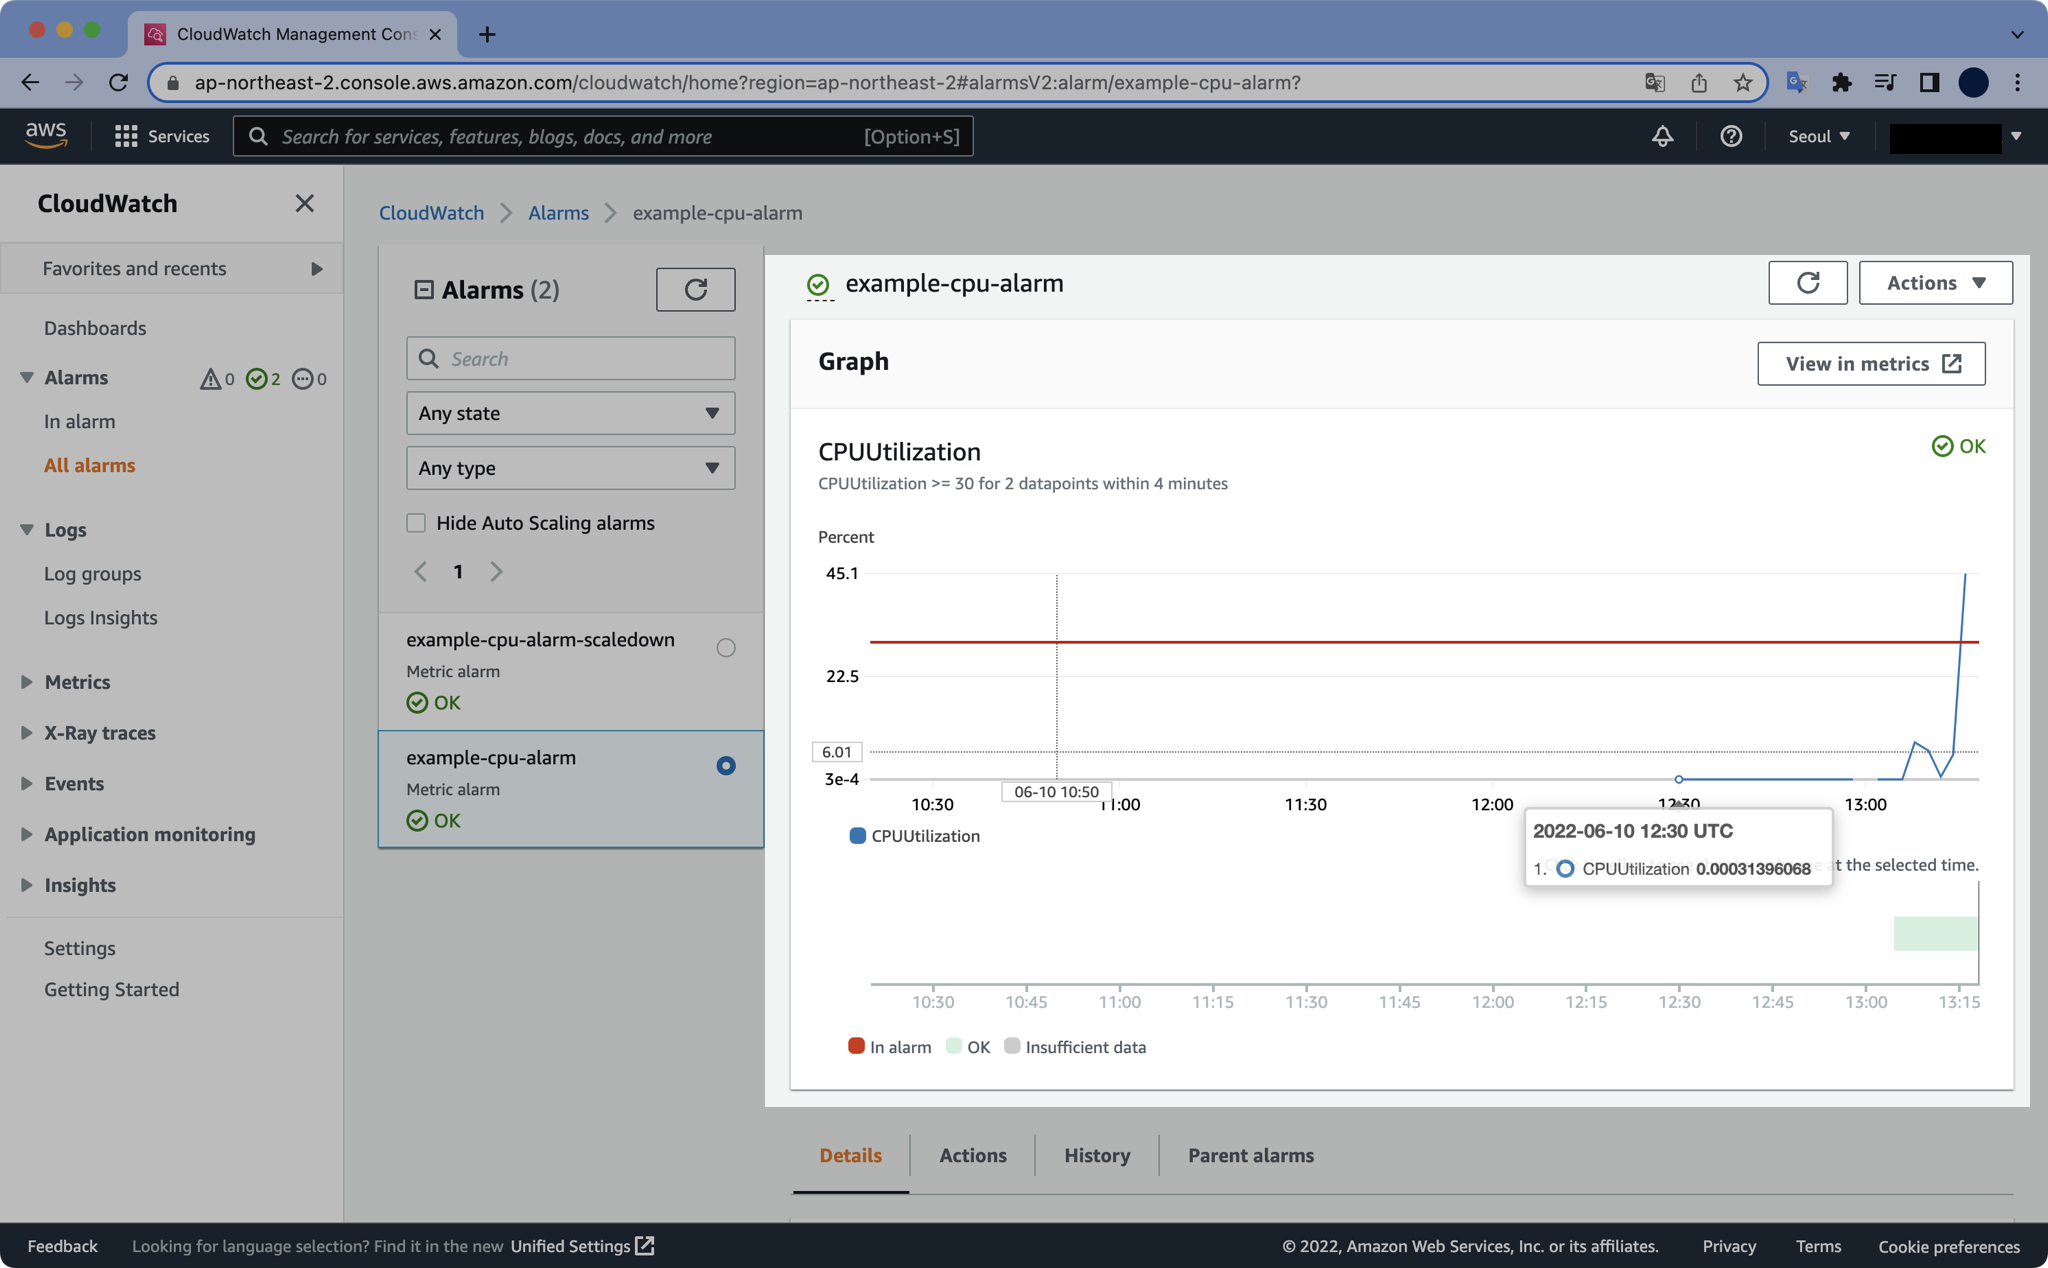 CloudWatch Management Con
ap-northeast-2.console.aws.amazon.com/cloudwatch/home?region=ap-northeast-2#alarmsV2:alarm/example-cpu-alarm?
aws
Services
Search for services, features, blogs, docs, and more
[Option+S]
Seoul
CloudWatch
Favorites and recents
Dashboards
Alarms
0
2
0
In alarm
All alarms
Logs
Log groups
Logs Insights
Metrics
X-Ray traces
Events
Application monitoring
Insights
Settings
Getting Started
CloudWatch
Alarms
example-cpu-alarm
Alarms (2)
Search
Any state
Any type
Hide Auto Scaling alarms
1
example-cpu-alarm-scaledown
Metric alarm
OK
example-cpu-alarm
Metric alarm
OK
example-cpu-alarm
Actions
Graph
View in metrics
CPUUtilization
OK
CPUUtilization >= 30 for 2 datapoints within 4 minutes
Percent
45.1
22.5
6.01
3e-4
10:30
06-10 10:50
11:00
11:30
12:00
12:30
13:00
CPUUtilization
2022-06-10 12:30 UTC
1. CPUUtilization 0.00031396068
at the selected time.
10:30 10:45 11:00 11:15 11:30 11:45 12:00 12:15 12:30 12:45 13:00 13:15
In alarm OK Insufficient data
Details
Actions
History
Parent alarms
Feedback
Looking for language selection? Find it in the new Unified Settings
© 2022, Amazon Web Services, Inc. or its affiliates.
Privacy
Terms
Cookie preferences